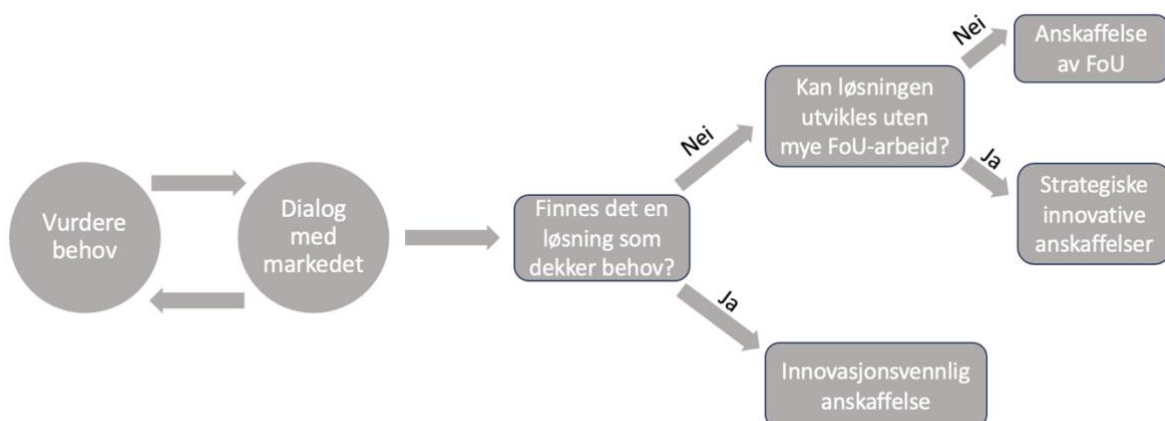 Vurdere
behov
Dialog
med
markedet
Finnes det en
løsning som
dekker behov?
Nei
Ja
Kan løsningen
utvikles uten
mye FoU-arbeid?
Nei
Ja
Anskaffelse
av FoU
Strategiske
innovative
anskaffelser
Innovasjonsvennlig
anskaffelse